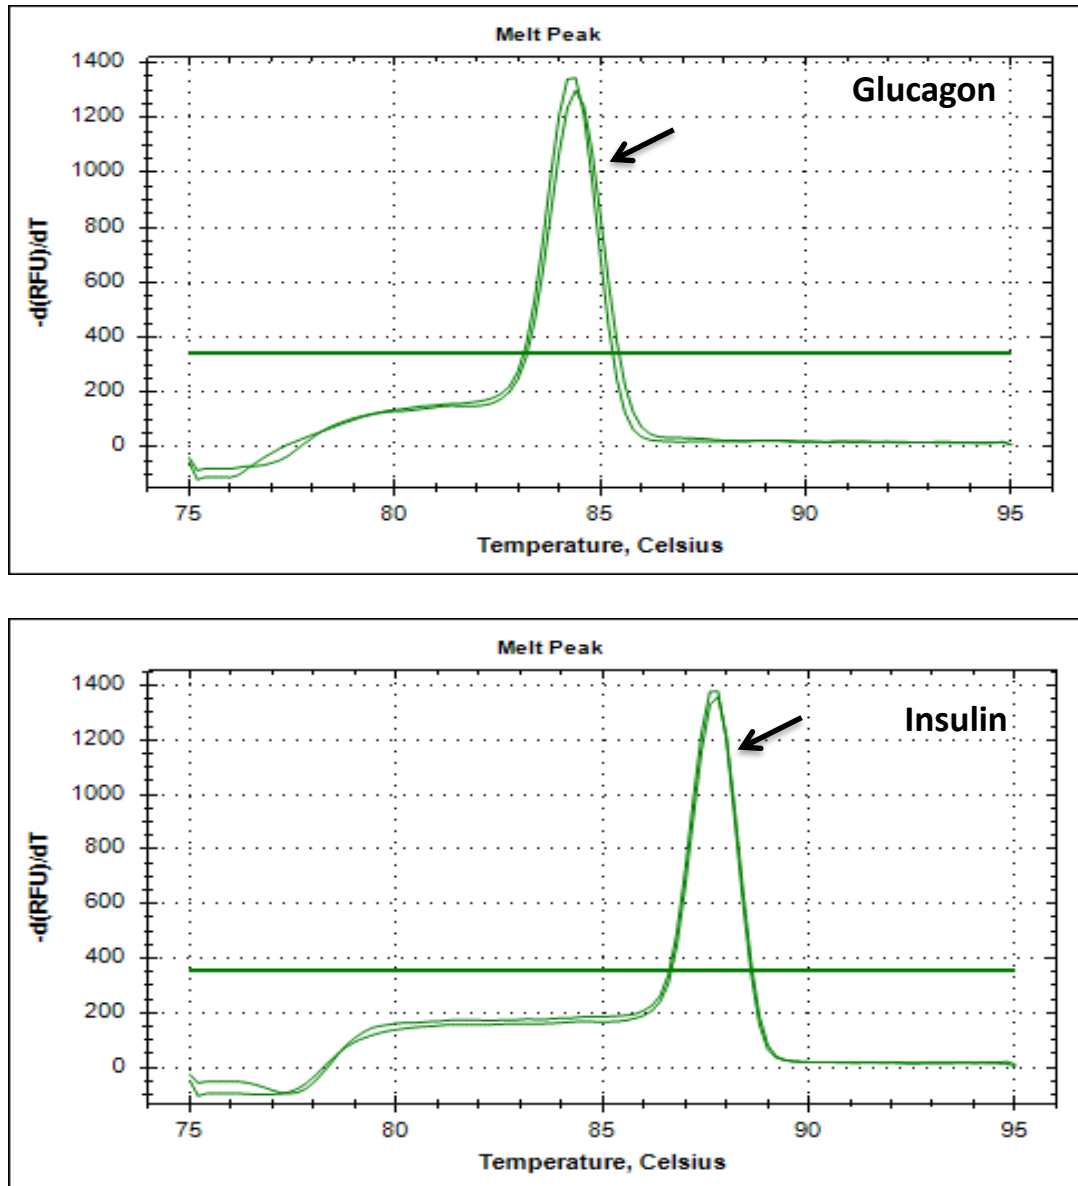 Melt Peak
1400
Glucagon
1200
1000
800
600
400
200
0
-d(RFU)/dT
75 80 85 90 95
Temperature, Celsius
Melt Peak
1400
Insulin
1200
1000
800
600
400
200
0
-d(RFU)/dT
75 80 85 90 95
Temperature, Celsius